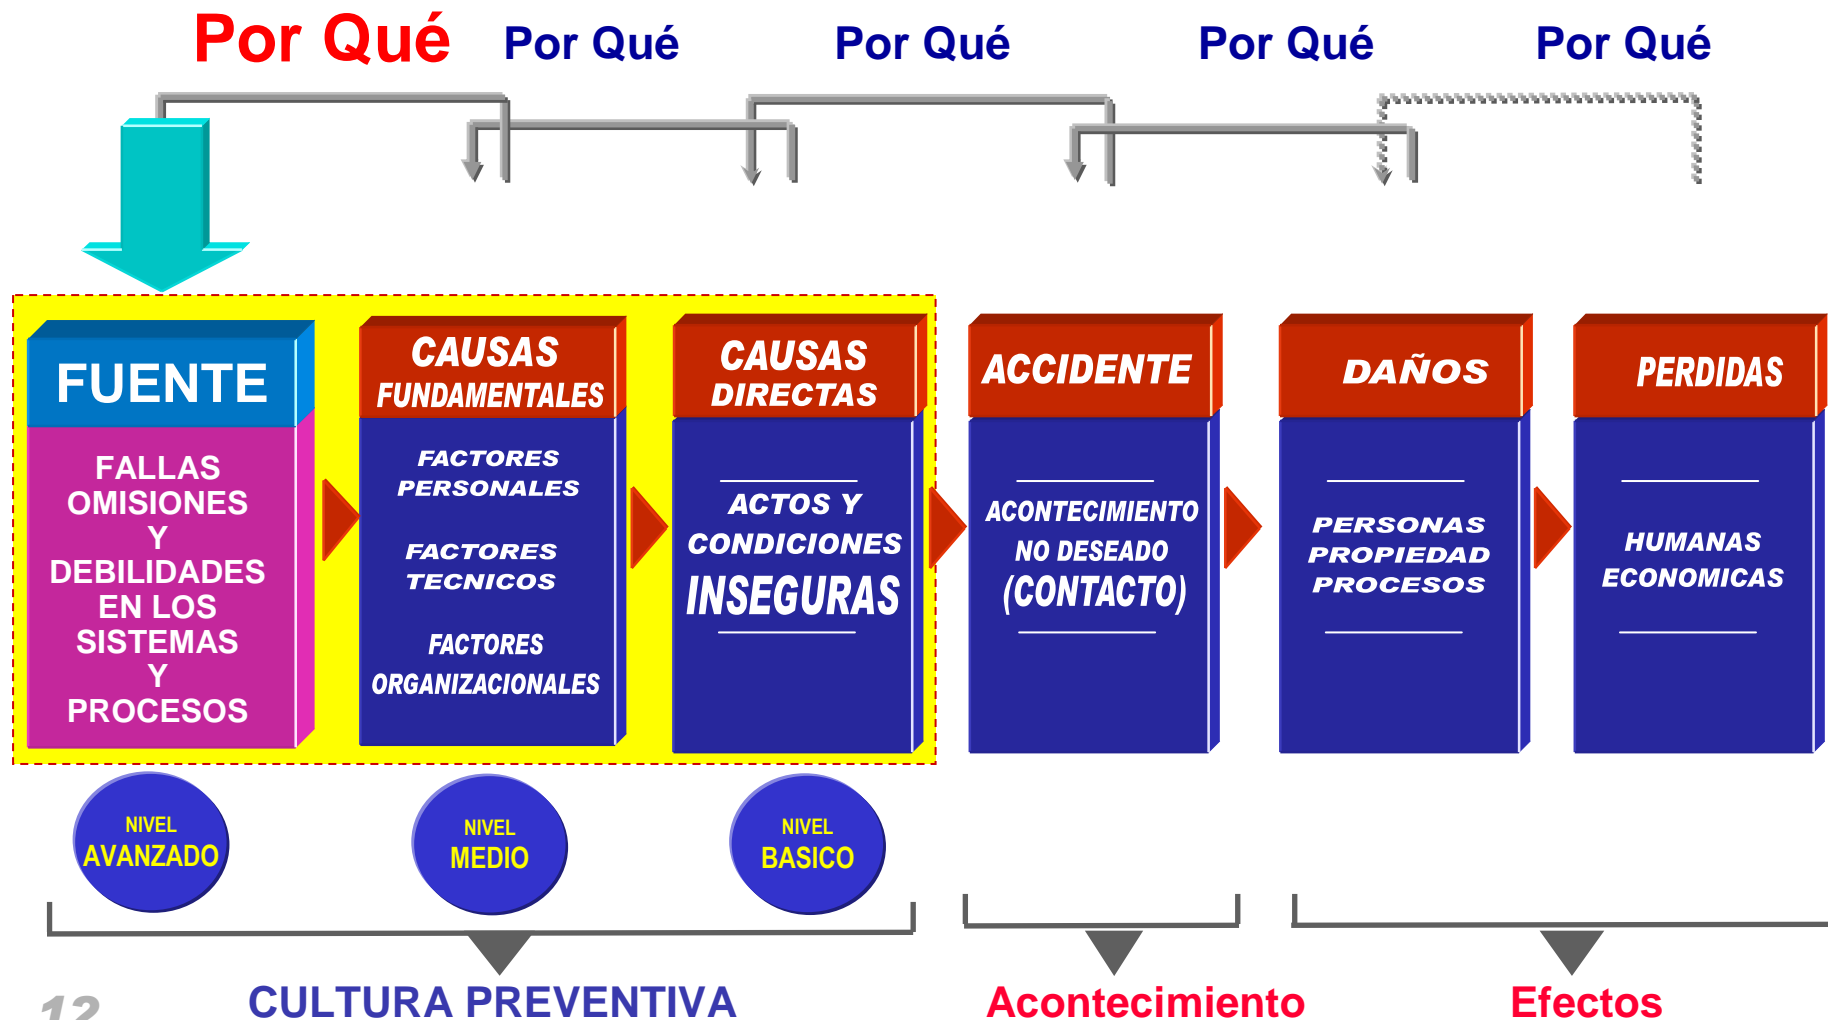 Por Qué
Por Qué
Por Qué
Por Qué
Por Qué
FUENTE
FALLAS
OMISIONES
Y
DEBILIDADES
EN LOS
SISTEMAS
Y
PROCESOS
CAUSAS
FUNDAMENTALES
FACTORES
PERSONALES
FACTORES
TECNICOS
FACTORES
ORGANIZACIONALES
CAUSAS
DIRECTAS
ACTOS Y
CONDICIONES
INSEGURAS
ACCIDENTE
ACONTECIMIENTO
NO DESEADO
(CONTACTO)
DAÑOS
PERSONAS
PROPIEDAD
PROCESOS
PERDIDAS
HUMANAS
ECONOMICAS
NIVEL
AVANZADO
NIVEL
MEDIO
NIVEL
BASICO
CULTURA PREVENTIVA
Acontecimiento
Efectos
12